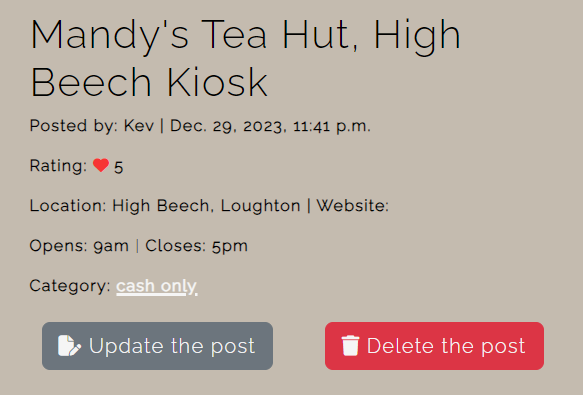 Mandy's Tea Hut, High
Beech Kiosk
Posted by: Kev | Dec. 29, 2023, 11:41 p.m.
Rating: 5
Location: High Beech, Loughton | Website:
Opens: 9am | Closes: 5pm
Category: cash only
Update the post
Delete the post